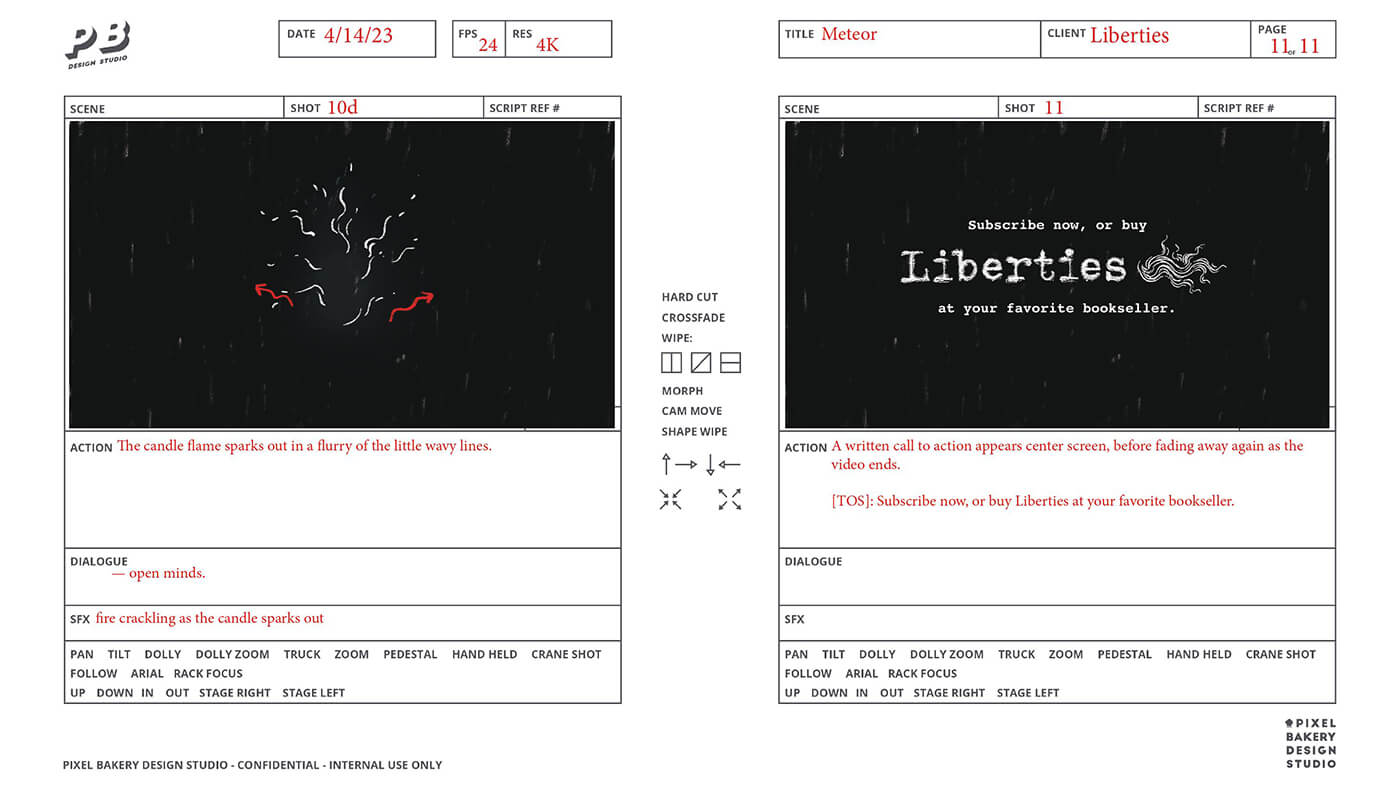 PB
DESIGN STUDIO
DATE 4/14/23
FPS 24
RES 4K
TITLE Meteor
CLIENT Liberties
PAGE 11 OF 11
SCENE
SHOT 10d
SCRIPT REF #
ACTION The candle flame sparks out in a flurry of the little wavy lines.
DIALOGUE
— open minds.
SFX fire crackling as the candle sparks out
PAN TILT DOLLY DOLLY ZOOM TRUCK ZOOM PEDESTAL HAND HELD CRANE SHOT
FOLLOW ARIAL RACK FOCUS
UP DOWN IN OUT STAGE RIGHT STAGE LEFT
HARD CUT
CROSSFADE
WIPE:
MORPH
CAM MOVE
SHAPE WIPE
SCENE
SHOT 11
SCRIPT REF #
Subscribe now, or buy
Liberties
at your favorite bookseller.
ACTION A written call to action appears center screen, before fading away again as the
video ends.
[TOS]: Subscribe now, or buy Liberties at your favorite bookseller.
DIALOGUE
SFX
PAN TILT DOLLY DOLLY ZOOM TRUCK ZOOM PEDESTAL HAND HELD CRANE SHOT
FOLLOW ARIAL RACK FOCUS
UP DOWN IN OUT STAGE RIGHT STAGE LEFT
PIXEL BAKERY DESIGN STUDIO - CONFIDENTIAL - INTERNAL USE ONLY
PIXEL
BAKERY
DESIGN
STUDIO